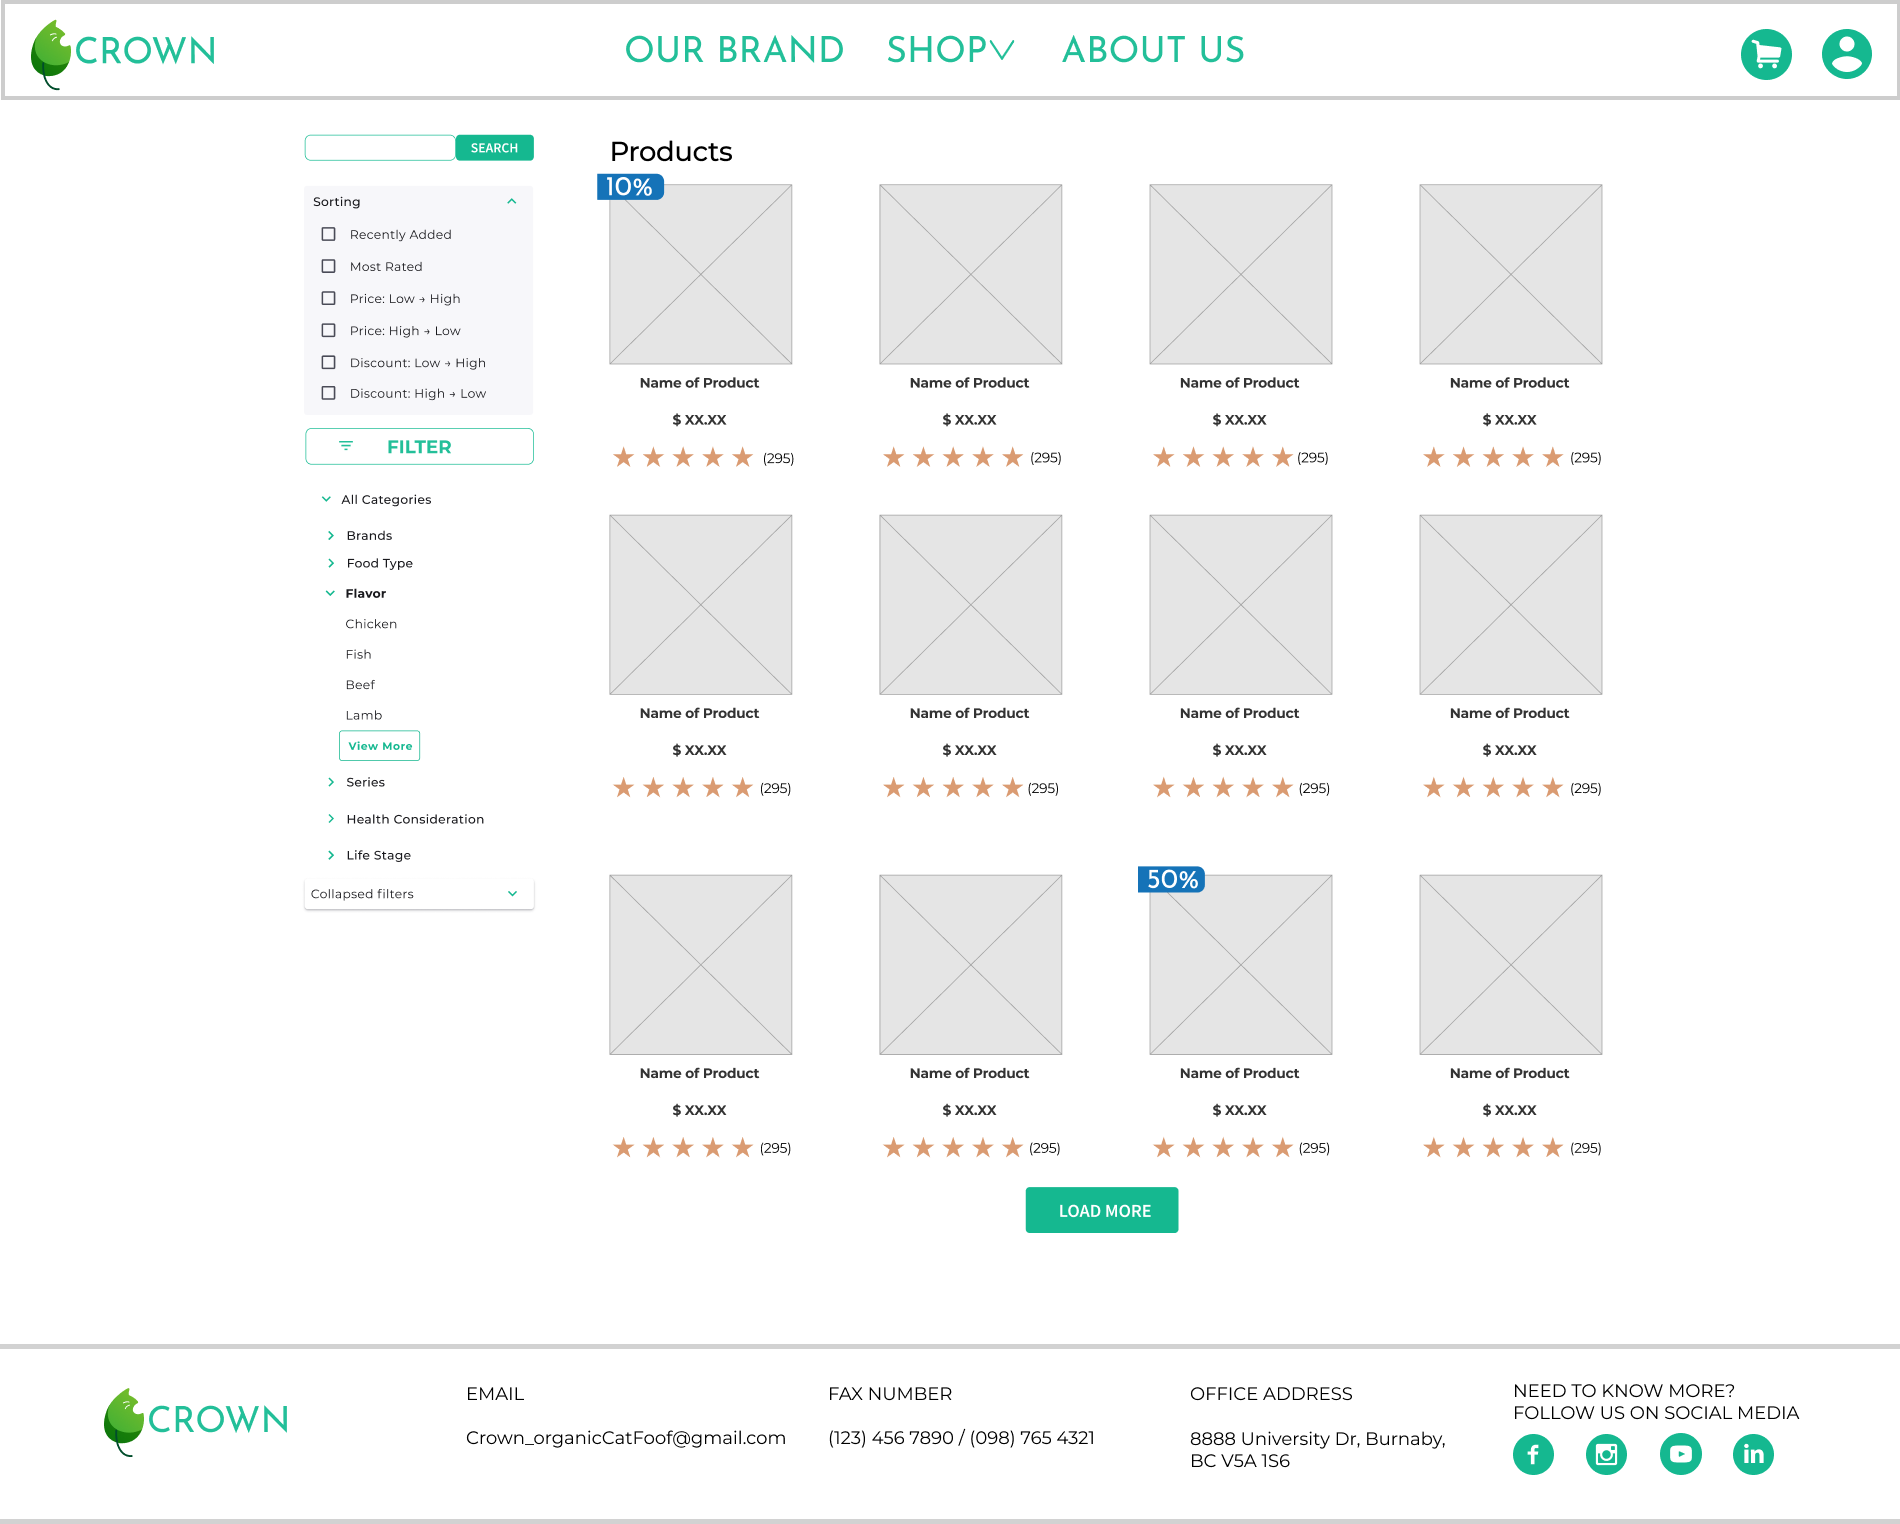 CROWN
OUR BRAND
SHOP
ABOUT US
SEARCH
Sorting
Recently Added
Most Rated
Price: Low → High
Price: High → Low
Discount: Low → High
Discount: High → Low
FILTER
All Categories
Brands
Food Type
Flavor
Chicken
Fish
Beef
Lamb
View More
Series
Health Consideration
Life Stage
Collapsed filters
Products
10%
Name of Product
$ XX.XX
(295)
Name of Product
$ XX.XX
(295)
Name of Product
$ XX.XX
(295)
Name of Product
$ XX.XX
(295)
Name of Product
$ XX.XX
(295)
Name of Product
$ XX.XX
(295)
Name of Product
$ XX.XX
(295)
Name of Product
$ XX.XX
(295)
Name of Product
$ XX.XX
(295)
Name of Product
$ XX.XX
(295)
50%
Name of Product
$ XX.XX
(295)
Name of Product
$ XX.XX
(295)
LOAD MORE
CROWN
EMAIL
Crown_organicCatFoof@gmail.com
FAX NUMBER
(123) 456 7890 / (098) 765 4321
OFFICE ADDRESS
8888 University Dr, Burnaby,
BC V5A 1S6
NEED TO KNOW MORE?
FOLLOW US ON SOCIAL MEDIA